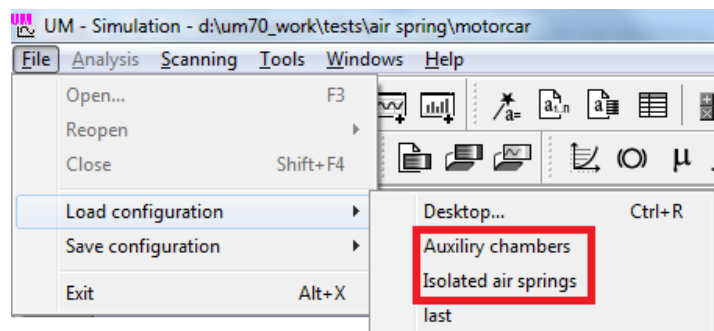 UM - Simulation - d:\um70_work\tests\air spring\motorcar
File Analysis Scanning Tools Windows Help
Open... F3
Reopen
Close Shift+F4
Load configuration
Save configuration
Exit Alt+X
Desktop... Ctrl+R
Auxiliry chambers
Isolated air springs
last